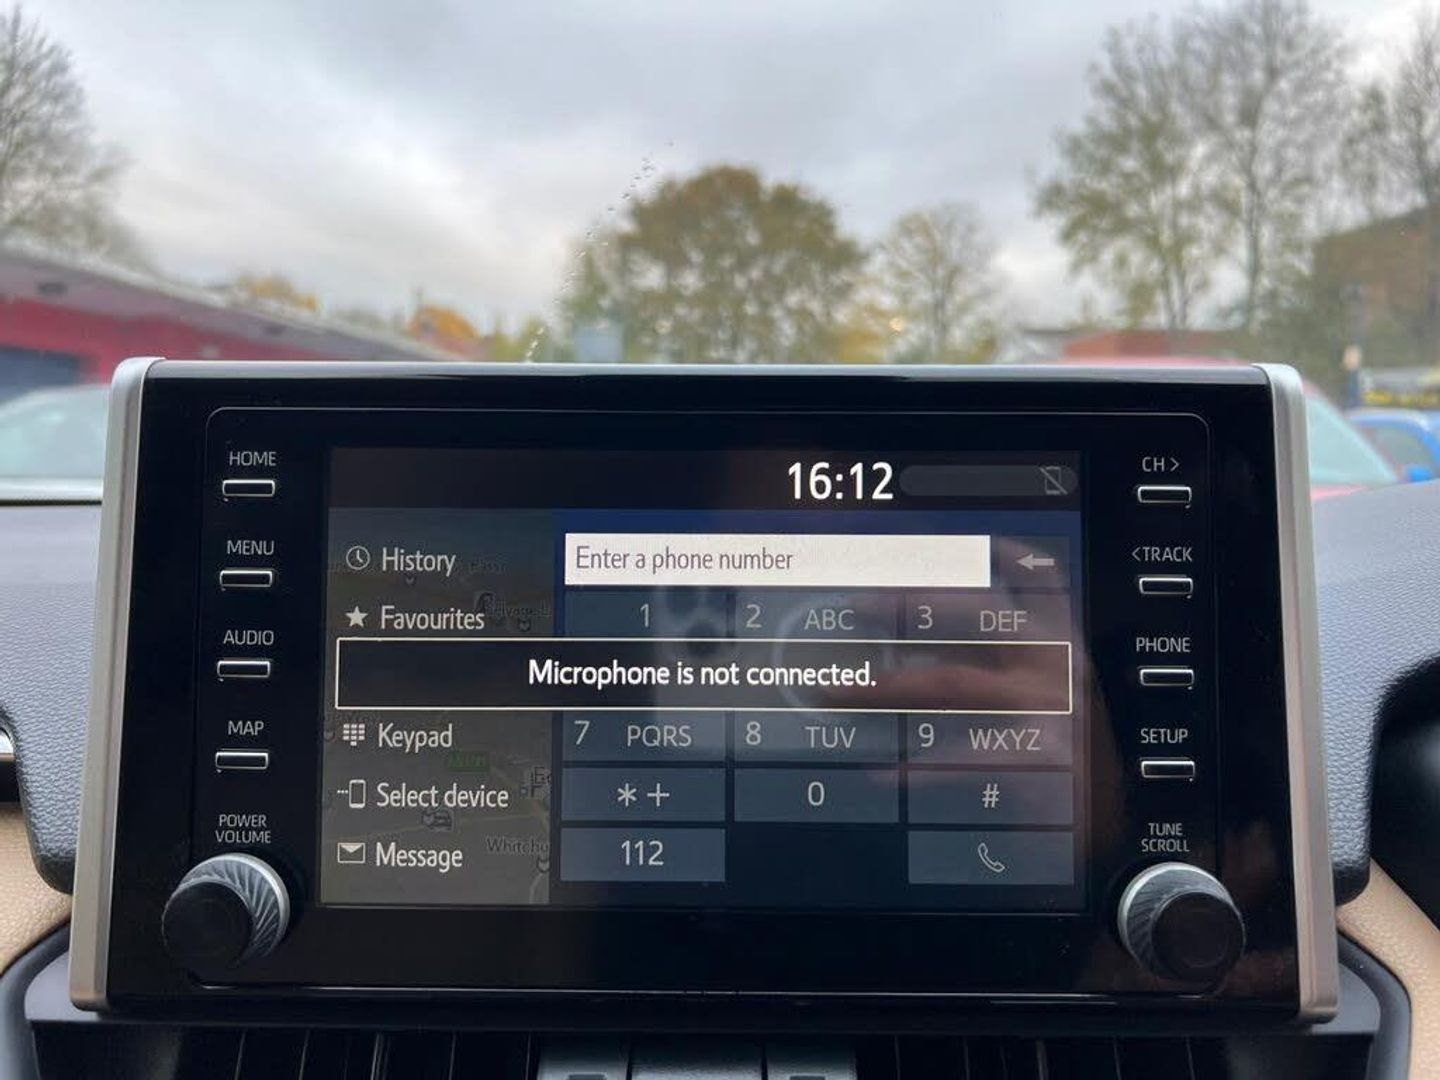 HOME
MENU
AUDIO
MAP
POWER
VOLUME
16:12
History
Favourites
Microphone is not connected.
Keypad
Select device
Message
Whitchu
Enter a phone number
1
2 ABC
3 DEF
7 PQRS
8 TUV
9 WXYZ
*+
0
#
112
CH >
<TRACK
PHONE
SETUP
TUNE
SCROLL